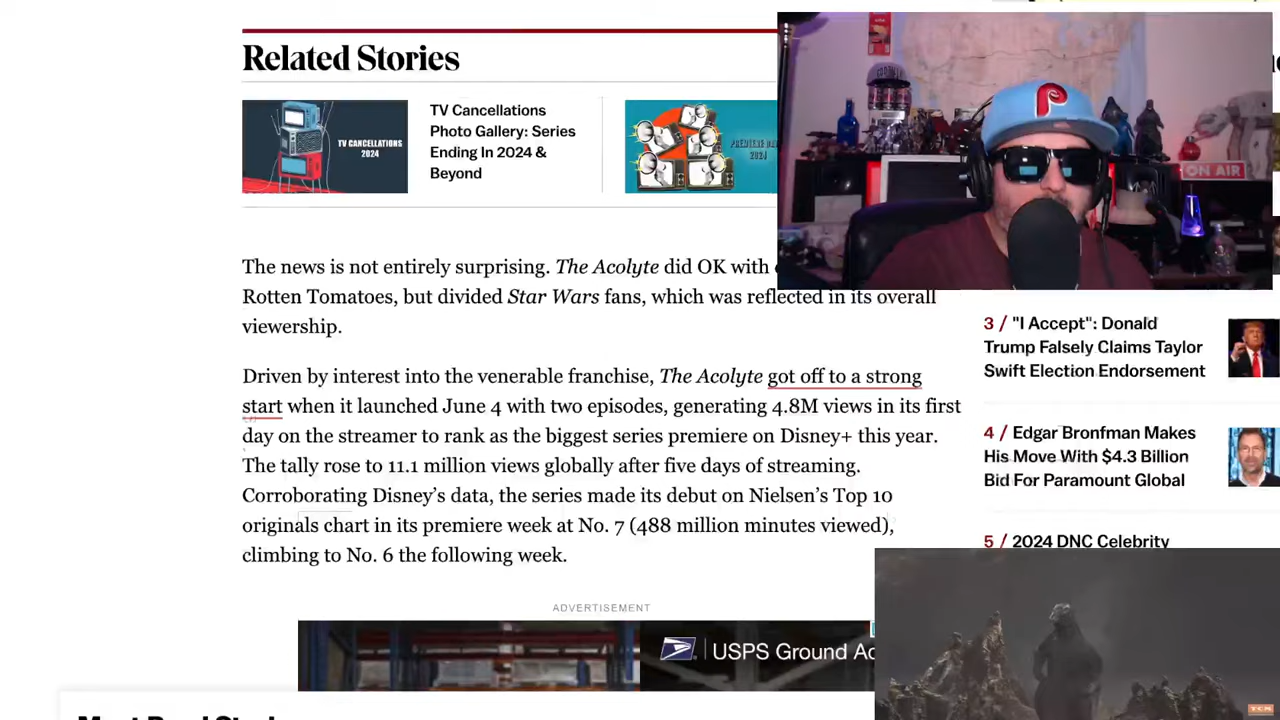 Related Stories
TV CANCELLATIONS
2024
TV Cancellations
Photo Gallery: Series
Ending In 2024 &
Beyond
2024
P
ON AIR
The news is not entirely surprising. The Acolyte did OK with
Rotten Tomatoes, but divided Star Wars fans, which was reflected in its overall
viewership.
Driven by interest into the venerable franchise, The Acolyte got off to a strong
start when it launched June 4 with two episodes, generating 4.8M views in its first
day on the streamer to rank as the biggest series premiere on Disney+ this year.
The tally rose to 11.1 million views globally after five days of streaming.
Corroborating Disney’s data, the series made its debut on Nielsen’s Top 10
originals chart in its premiere week at No. 7 (488 million minutes viewed),
climbing to No. 6 the following week.
ADVERTISEMENT
USPS Ground
3 / "I Accept": Donald
Trump Falsely Claims Taylor
Swift Election Endorsement
4 / Edgar Bronfman Makes
His Move With $4.3 Billion
Bid For Paramount Global
5 / 2024 DNC Celebrity
TCM